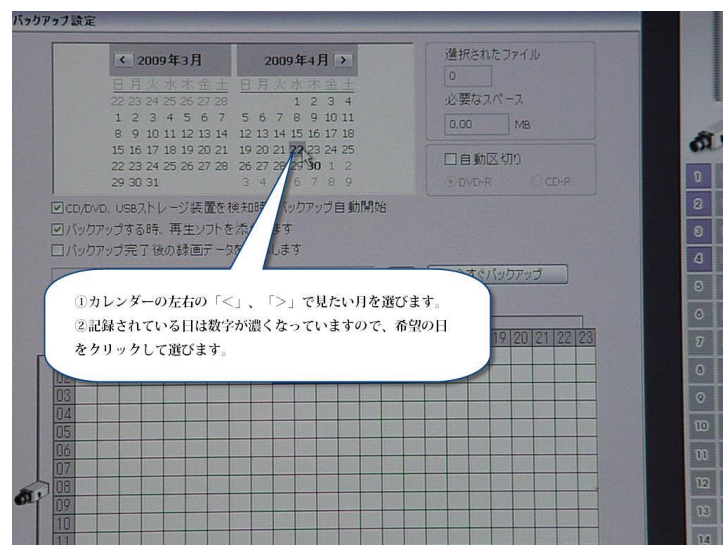 バックアップ設定
2009年3月
2009年4月
日 月 火 水 木 金 土
日 月 火 水 木 金 土
22 23 24 25 26 27 28
1 2 3 4 5 6 7
8 9 10 11 12 13 14
15 16 17 18 19 20 21
22 23 24 25 26 27 28
29 30 31
1 2 3 4
5 6 7 8 9 10 11
12 13 14 15 16 17 18
19 20 21 22 23 24 25
26 27 28 29 30 1 2
3 4 6 7 8 9
選択されたファイル
0
必要なスペース
0.00 MB
自動区切り
DVD-R CD-R
CD/DVD、USBストレージ装置を検知時 バックアップ自動開始
バックアップする時、再生ソフトを添 ます
バックアップ完了後の録画データを します
すぐバックアップ
①カレンダーの左右の「<」、「>」で見たい月を選びます。
②記録されている日は数字が濃くなっていますので、希望の日
をクリックして選びます。
19 20 21 22 23
02
03
04
05
06
07
08
09
10
11
1
2
3
4
5
6
7
8
9
10
11
12
13
14